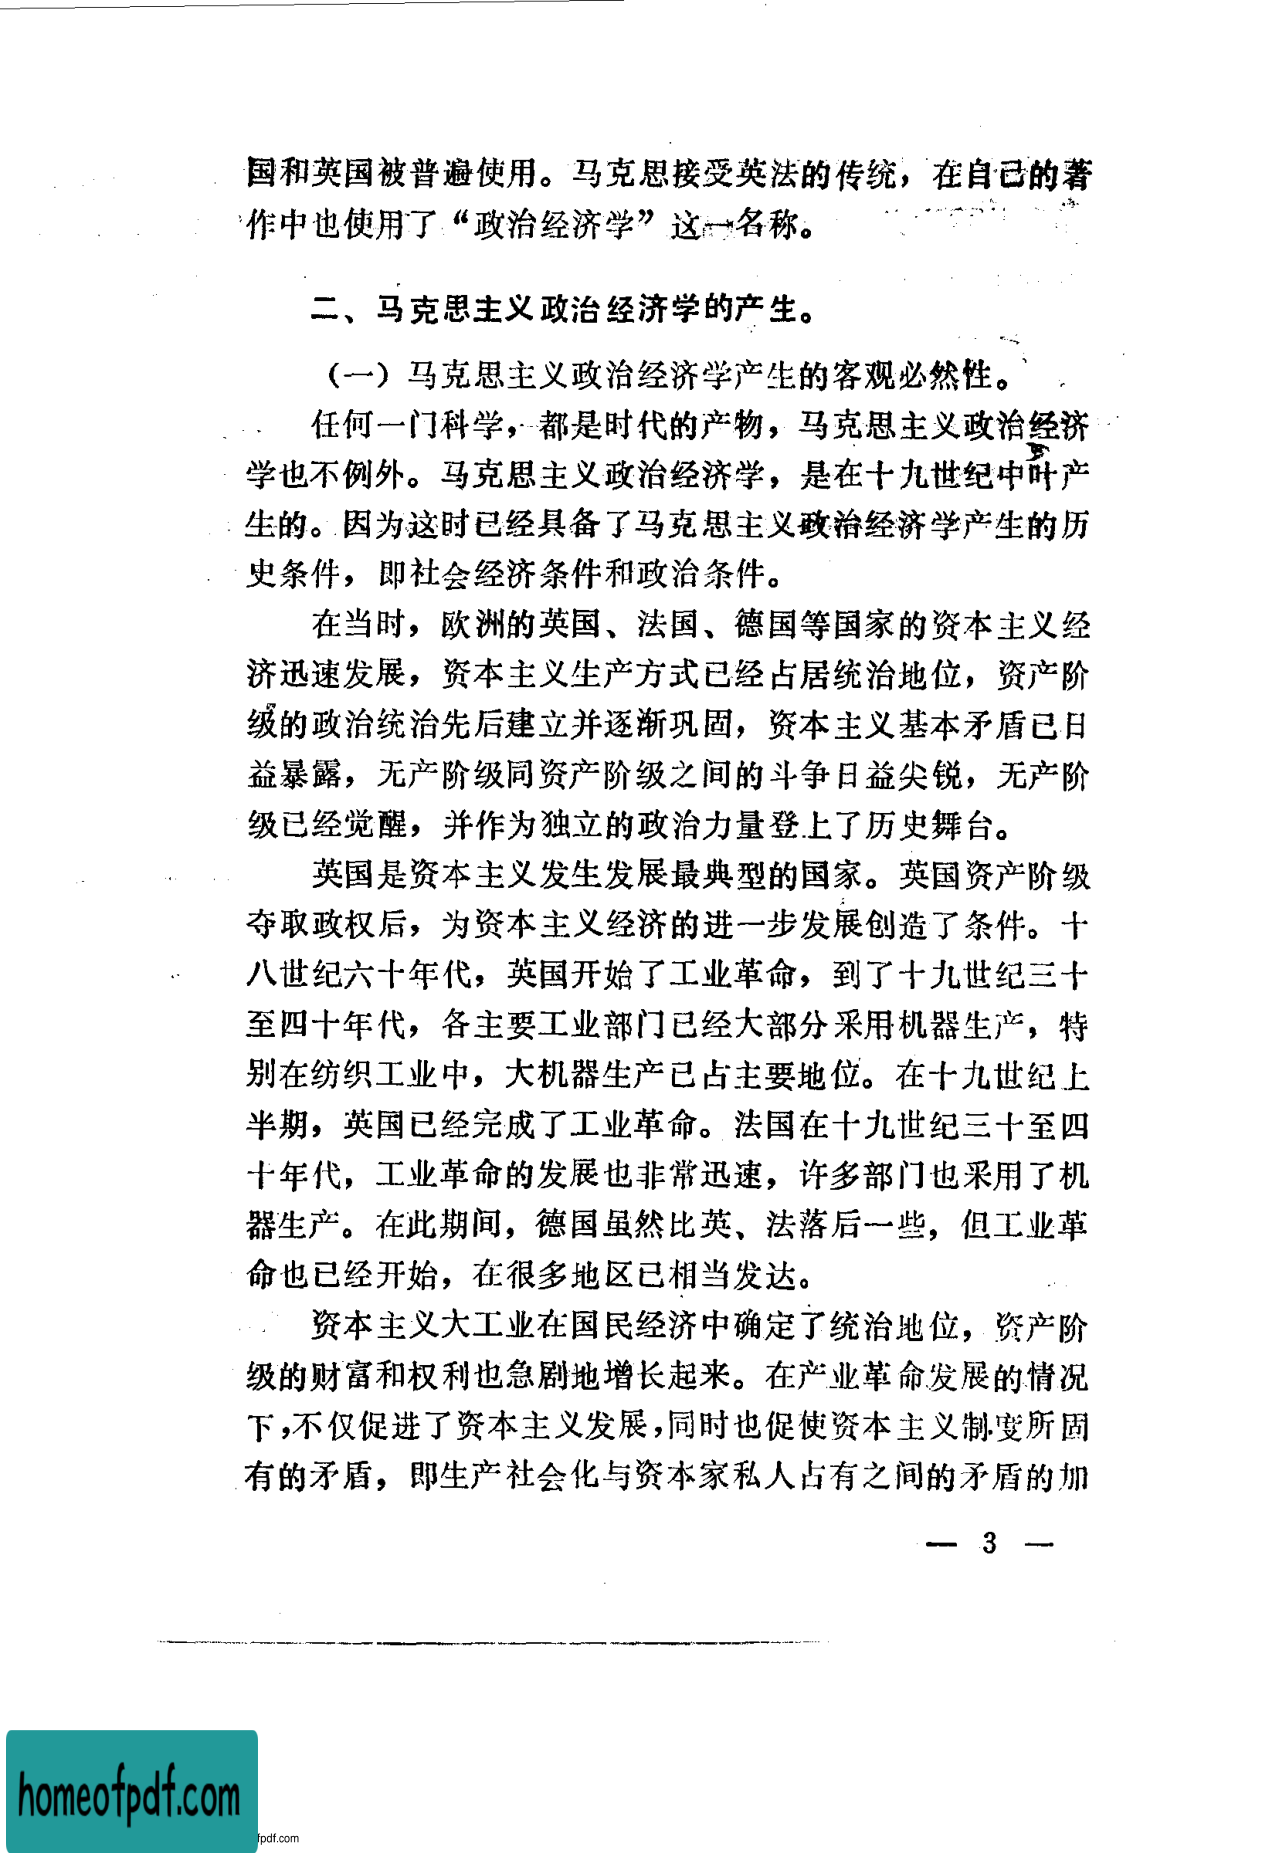 国和英国被普遍使用。马克思接受英法的传统，在自己的著
作中也使用了“政治经济学”这一名称。
二、马克思主义政治经济学的产生。
（一）马克思主义政治经济学产生的客观必然性。
任何一门科学，都是时代的产物，马克思主义政治经济
学也不例外。马克思主义政治经济学，是在十九世纪中叶产
生的。因为这时已经具备了马克思主义政治经济学产生的历
史条件，即社会经济条件和政治条件。
在当时，欧洲的英国、法国、德国等国家的资本主义经
济迅速发展，资本主义生产方式已经占居统治地位，资产阶
级的政治统治先后建立并逐渐巩固，资本主义基本矛盾已日
益暴露，无产阶级同资产阶级之间的斗争日益尖锐，无产阶
级已经觉醒，并作为独立的政治力量登上了历史舞台。
英国是资本主义发生发展最典型的国家。英国资产阶级
夺取政权后，为资本主义经济的进一步发展创造了条件。十
八世纪六十年代，英国开始了工业革命，到了十九世纪三十
至四十年代，各主要工业部门已经大部分采用机器生产，特
别在纺织工业中，大机器生产已占主要地位。在十九世纪上
半期，英国已经完成了工业革命。法国在十九世纪三十至四
十年代，工业革命的发展也非常迅速，许多部门也采用了机
器生产。在此期间，德国虽然比英、法落后一些，但工业革
命也已经开始，在很多地区已相当发达。
资本主义大工业在国民经济中确定了统治地位，资产阶
级的财富和权利也急剧地增长起来。在产业革命发展的情况
下，不仅促进了资本主义发展，同时也促使资本主义制度所固
有的矛盾，即生产社会化与资本家私人占有之间的矛盾的加
— 3 —
homeofpdf.com
fpdf.com